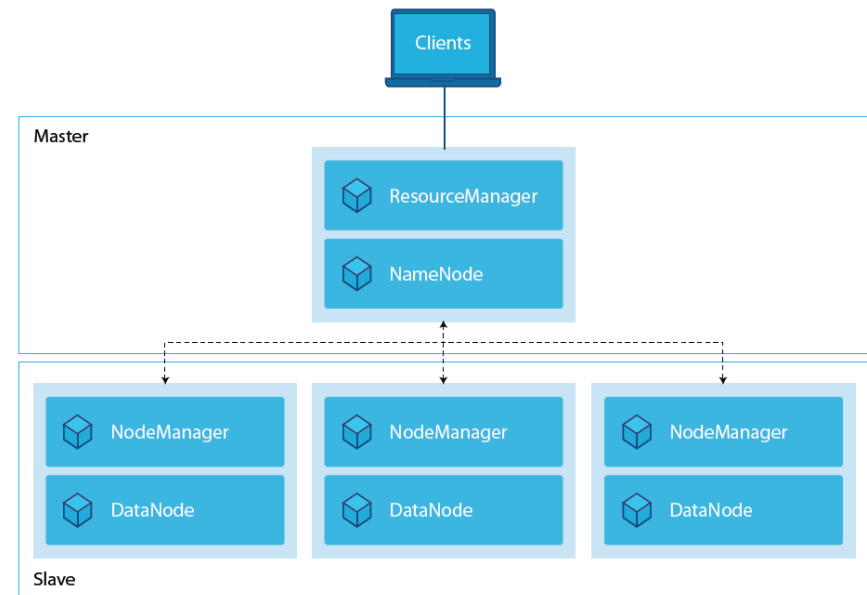 Clients
Master
ResourceManager
NameNode
NodeManager
NodeManager
NodeManager
DataNode
DataNode
DataNode
Slave